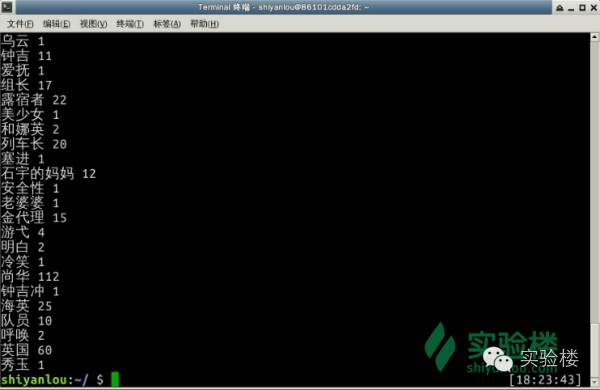 Terminal 终端 - shiyanlou@86101cdda2fd: ~
文件(F) 编辑(E) 视图(V) 终端(T) 标签(A) 帮助(H)
乌云 1
钟吉 11
爱抚 1
组长 17
露宿者 22
美少女 1
和娜英 2
列车长 20
塞进 1
石宇的妈妈 12
安全性 1
老婆婆 1
金代理 15
游弋 4
明白 2
冷笑 1
尚华 112
钟吉冲 1
海英 25
队员 10
呼唤 2
英国 60
秀玉 1
shiyanlou:~/ $ [18:23:43]
实验楼
shiyanlou.com
实验楼